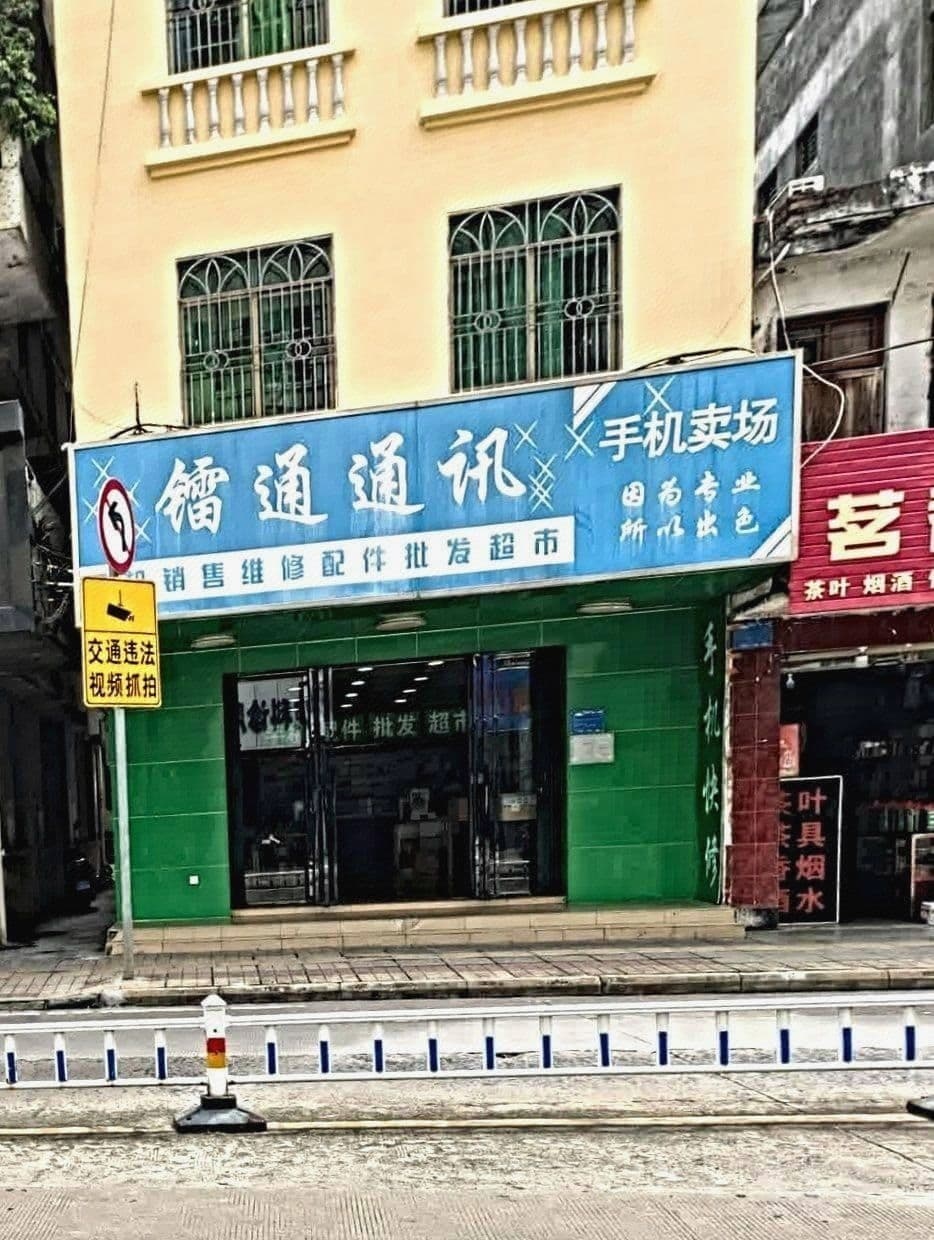 镭通通讯
手机卖场
因为专业
所以出色
销售维修配件批发超市
交通违法
视频抓拍
手机快修
配件批发超市
茗
茶叶 烟酒
茶叶
茶具
香烟
酒水